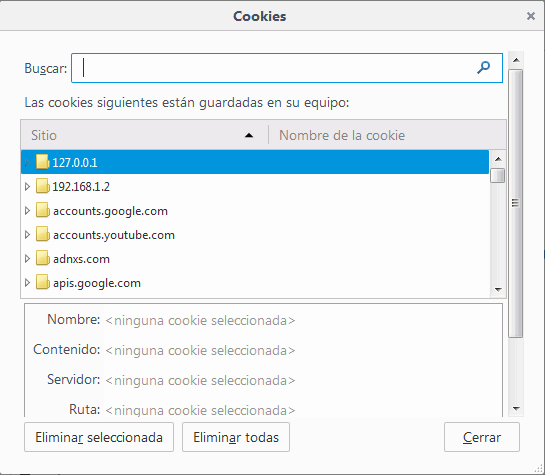 Cookies
Buscar:
Las cookies siguientes están guardadas en su equipo:
Sitio Nombre de la cookie
127.0.0.1
192.168.1.2
accounts.google.com
accounts.youtube.com
adnxs.com
apis.google.com
Nombre: <ninguna cookie seleccionada>
Contenido: <ninguna cookie seleccionada>
Servidor: <ninguna cookie seleccionada>
Ruta: <ninguna cookie seleccionada>
Eliminar seleccionada Eliminar todas Cerrar